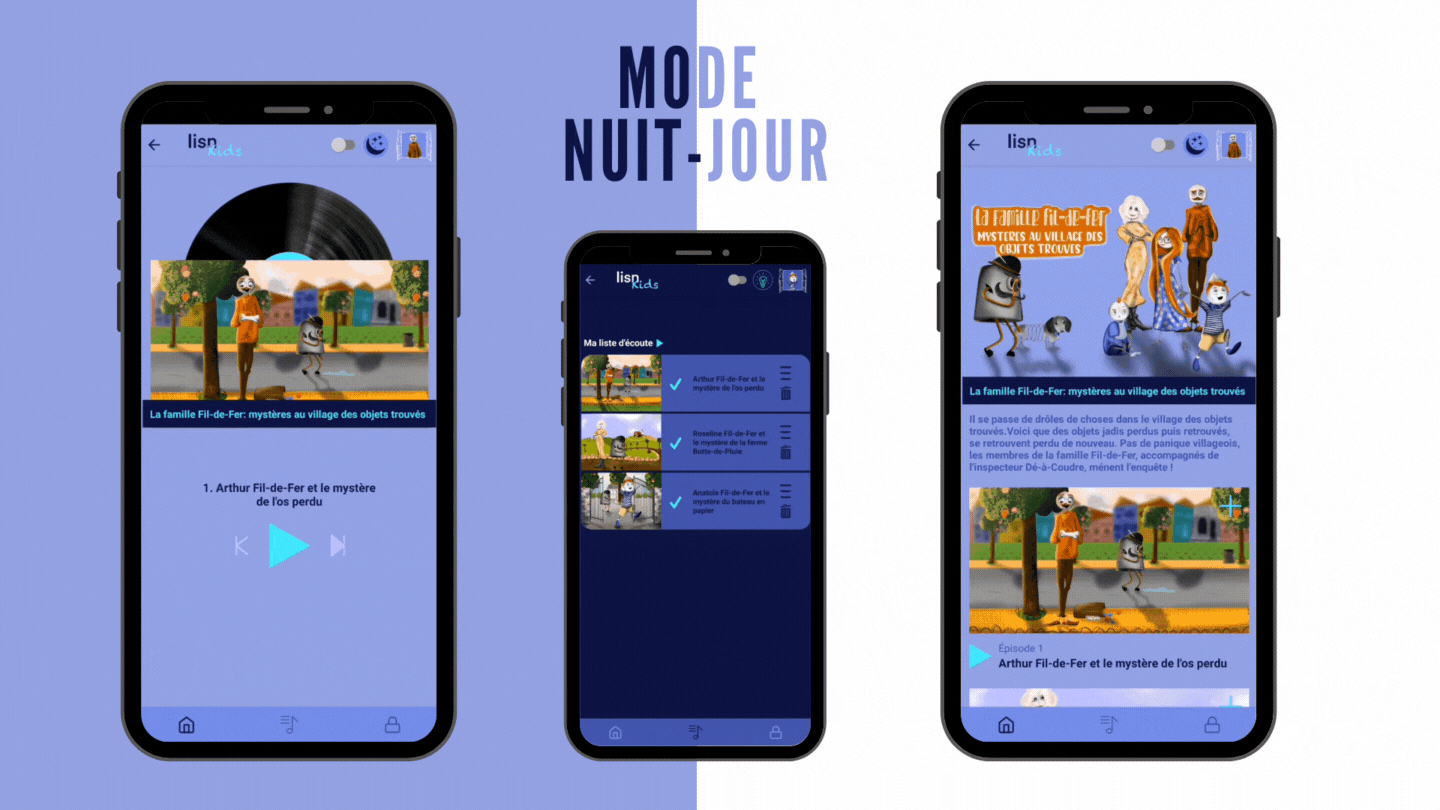 MODE
NUIT-JOUR
lisn
Kids
La famille Fil-de-Fer: mystères au village des objets trouvés
1. Arthur Fil-de-Fer et le mystère
de l'os perdu
lisn
Kids
Ma liste d'écoute
Arthur Fil-de-Fer et le
mystère de l'os perdu
Roseline Fil-de-Fer et
le mystère de la ferme
Botte-de-Pluie
Anatole Fil-de-Fer et le
mystère du bateau en
papier
lisn
Kids
La famille fil-de-fer
MYSTERES AU VILLAGE DES
OBJETS TROUVES
La famille Fil-de-Fer: mystères au village des objets trouvés
Il se passe de drôles de choses dans le village des objets
trouvés.Voici que des objets jadis perdus puis retrouvés,
se retrouvent perdu de nouveau. Pas de panique villageois,
les membres de la famille Fil-de-Fer, accompagnés de
l'inspecteur Dé-à-Coudre, ménent l'enquête !
Épisode 1
Arthur Fil-de-Fer et le mystère de l'os perdu